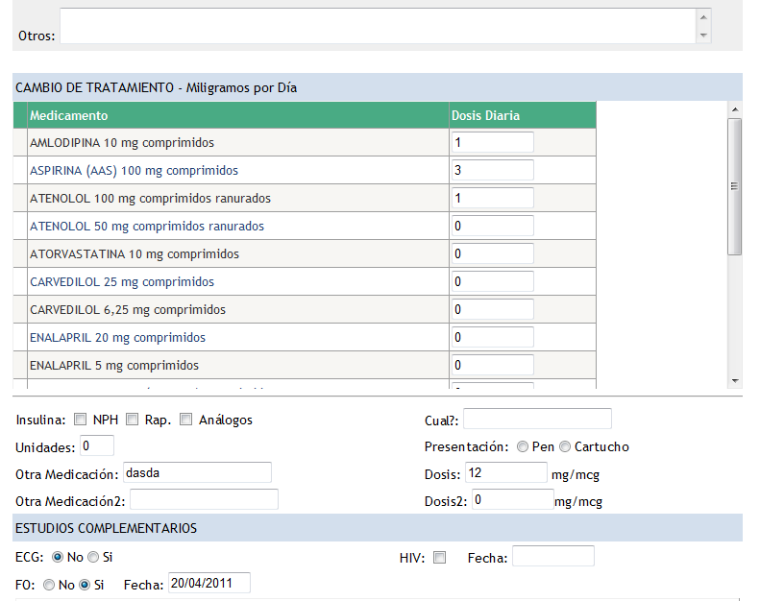 Otros:
CAMBIO DE TRATAMIENTO - Miligramos por Día
Medicamento Dosis Diaria
AMLODIPINA 10 mg comprimidos 1
ASPIRINA (AAS) 100 mg comprimidos 3
ATENOLOL 100 mg comprimidos ranurados 1
ATENOLOL 50 mg comprimidos ranurados 0
ATORVASTATINA 10 mg comprimidos 0
CARVEDILOL 25 mg comprimidos 0
CARVEDILOL 6,25 mg comprimidos 0
ENALAPRIL 20 mg comprimidos 0
ENALAPRIL 5 mg comprimidos 0
Insulina: NPH Rap. Análogos Cual?:
Unidades: 0 Presentación: Pen Cartucho
Otra Medicación: dasda Dosis: 12 mg/mcg
Otra Medicación2: Dosis2: 0 mg/mcg
ESTUDIOS COMPLEMENTARIOS
ECG: No Si HIV: Fecha:
FO: No Si Fecha: 20/04/2011